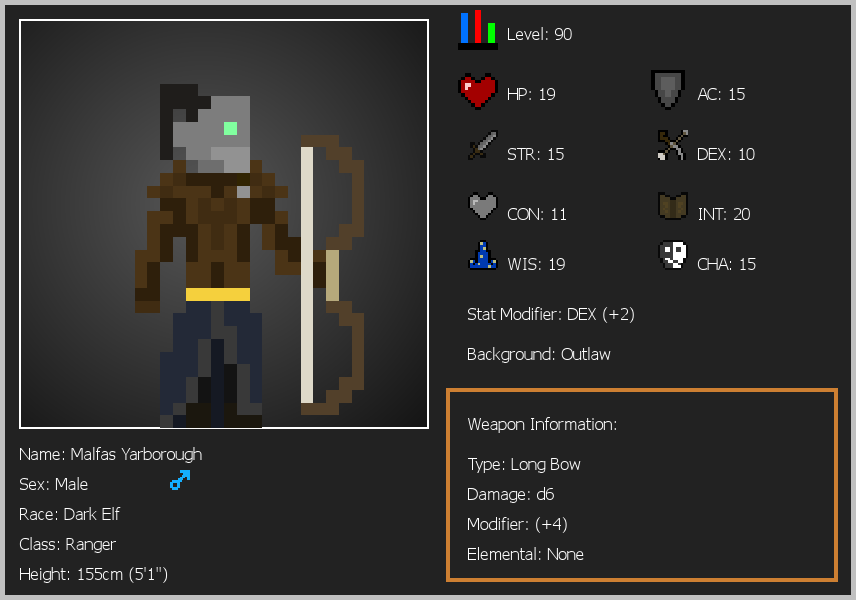 Level: 90
HP: 19
AC: 15
STR: 15
DEX: 10
CON: 11
INT: 20
WIS: 19
CHA: 15
Stat Modifier: DEX (+2)
Background: Outlaw
Weapon Information:
Type: Long Bow
Damage: d6
Modifier: (+4)
Elemental: None
Name: Malfas Yarborough
Sex: Male
Race: Dark Elf
Class: Ranger
Height: 155cm (5'1")